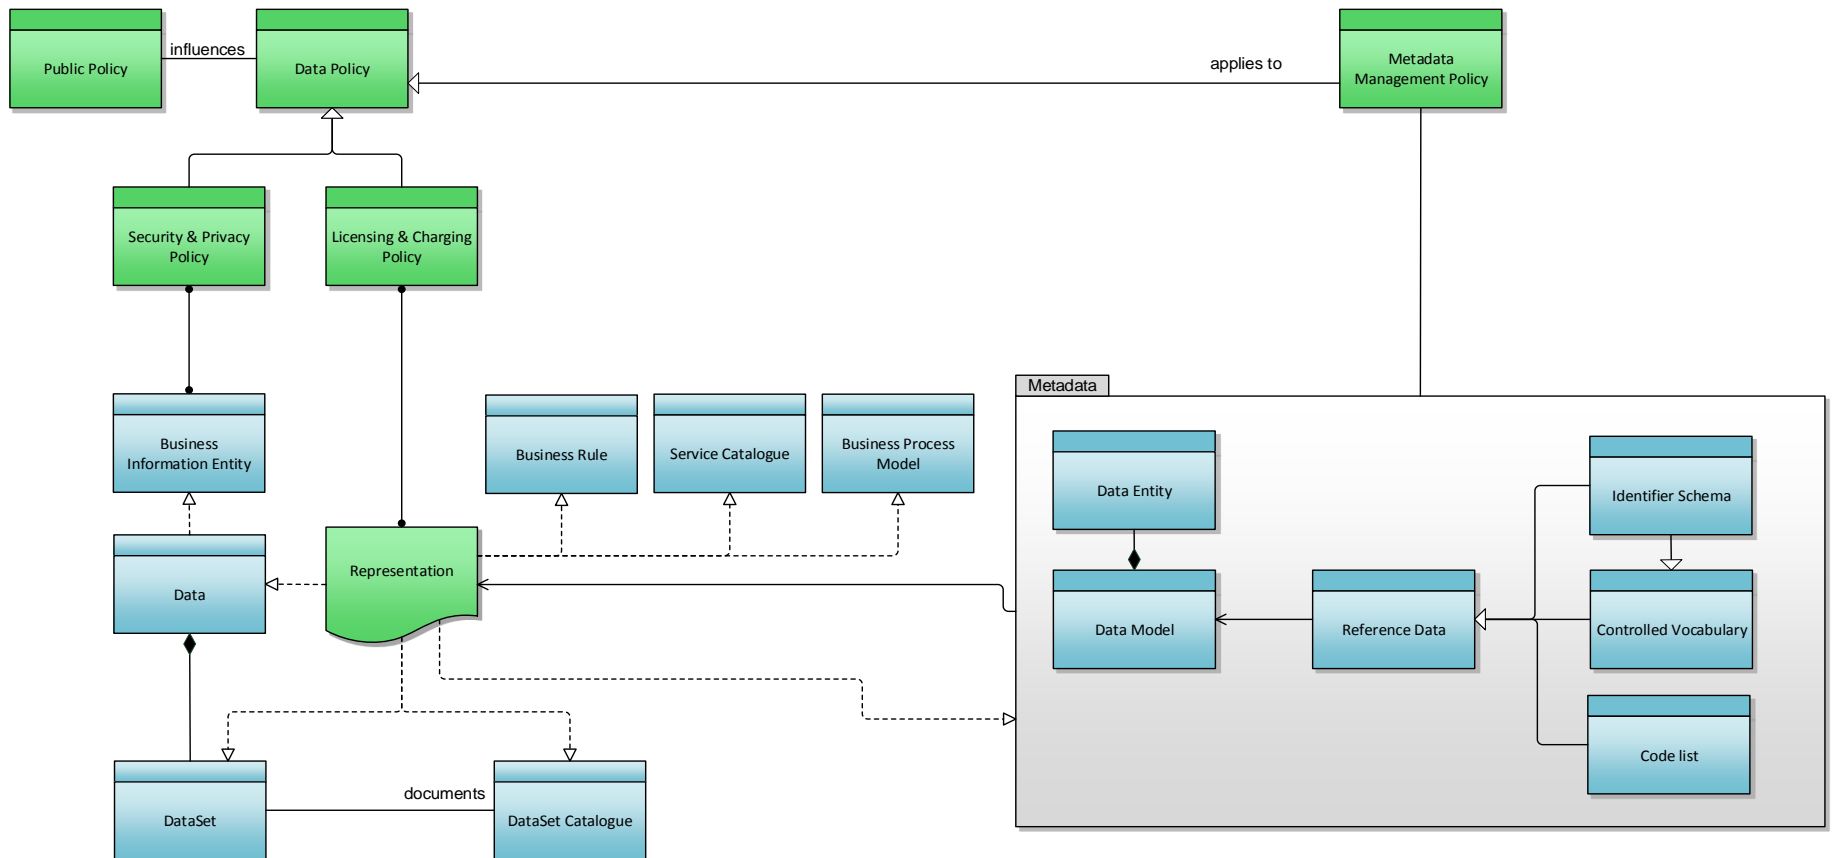 Public Policy
influences
Data Policy
applies to
Metadata
Management Policy
Security & Privacy
Policy
Licensing & Charging
Policy
Business
Information Entity
Business Rule
Service Catalogue
Business Process
Model
Metadata
Data Entity
Identifier Schema
Data
Representation
Data Model
Reference Data
Controlled Vocabulary
Code list
DataSet
documents
DataSet Catalogue